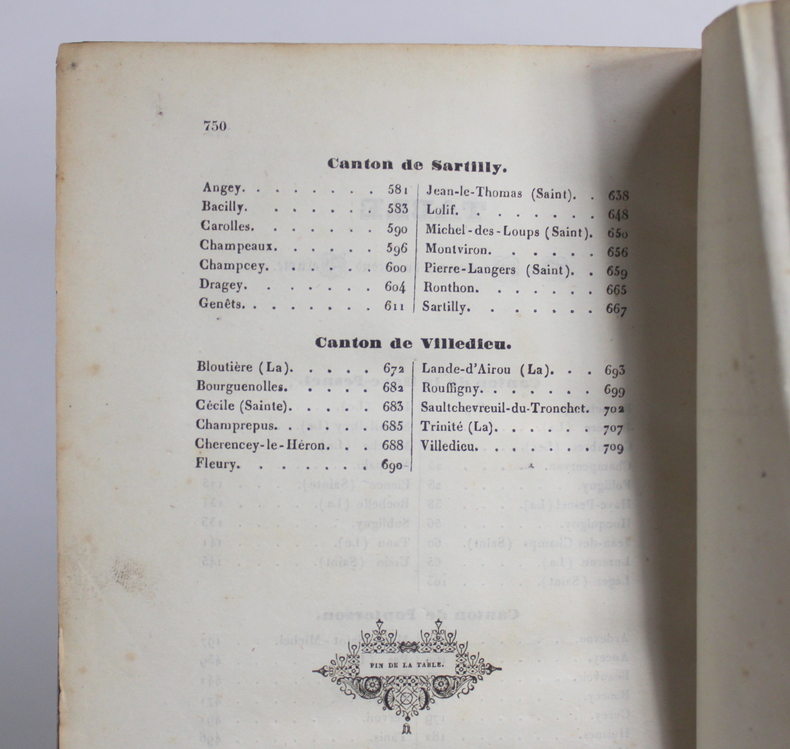 750
Canton de Sartilly.
Angey. . . . . . . . 581
Bacilly. . . . . . . 583
Carolles. . . . . . . 590
Champeaux. . . . . . 596
Champcey. . . . . . 600
Dragey. . . . . . . 604
Genêts. . . . . . . . 611
Jean-le-Thomas (Saint). . 638
Lolif. . . . . . . . 648
Michel-des-Loups (Saint). 650
Montviron. . . . . . 656
Pierre-Langers (Saint). . 659
Ronthon. . . . . . . 665
Sartilly. . . . . . . 667
Canton de Villedieu.
Bloutière (La). . . . . 672
Bourguenolles. . . . . 682
Cécile (Sainte). . . . . 683
Champrepus. . . . . . 685
Cherencey-le-Héron. . . 688
Fleury. . . . . . . . 690
Lande-d'Airou (La). . . 693
Rouffigny. . . . . . . 699
Saultchevreuil-du-Tronchet. 702
Trinité (La). . . . . . 707
Villedieu. . . . . . . 709
FIN DE LA TABLE.